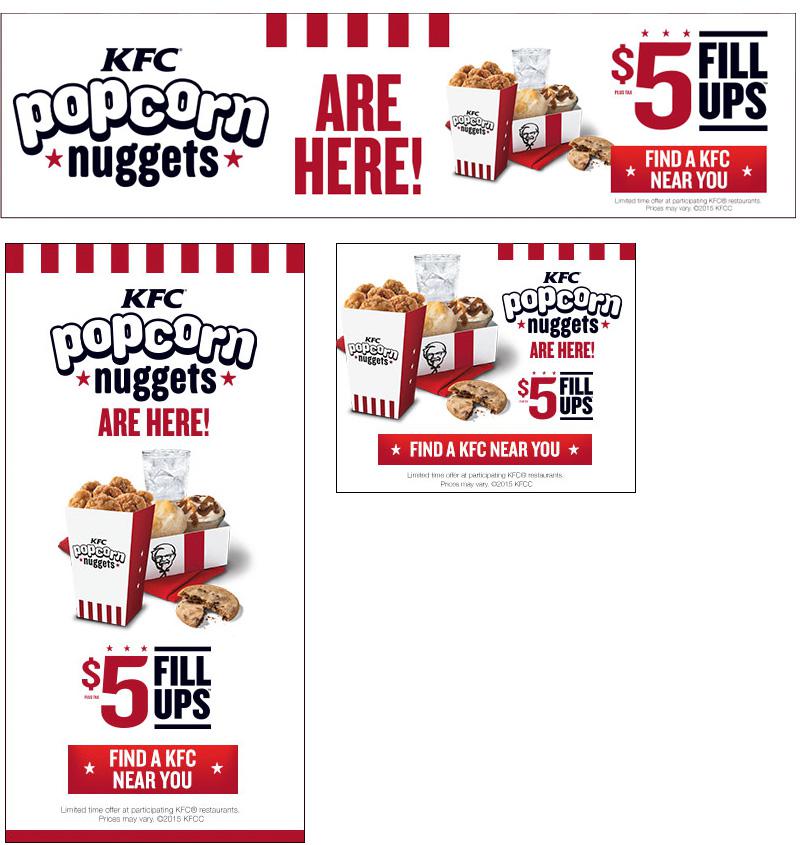 KFC
popcorn
nuggets
ARE
HERE!
KFC
popcorn
nuggets
$5 FILL
UPS
PLUS TAX
FIND A KFC
NEAR YOU
Limited time offer at participating KFC® restaurants.
Prices may vary. ©2015 KFCC
KFC
popcorn
nuggets
ARE HERE!
KFC
popcorn
nuggets
$5 FILL
UPS
PLUS TAX
FIND A KFC
NEAR YOU
Limited time offer at participating KFC® restaurants.
Prices may vary. ©2015 KFCC
KFC
popcorn
nuggets
ARE HERE!
KFC
popcorn
nuggets
$5 FILL
UPS
FIND A KFC NEAR YOU
Limited time offer at participating KFC® restaurants.
Prices may vary. ©2015 KFCC